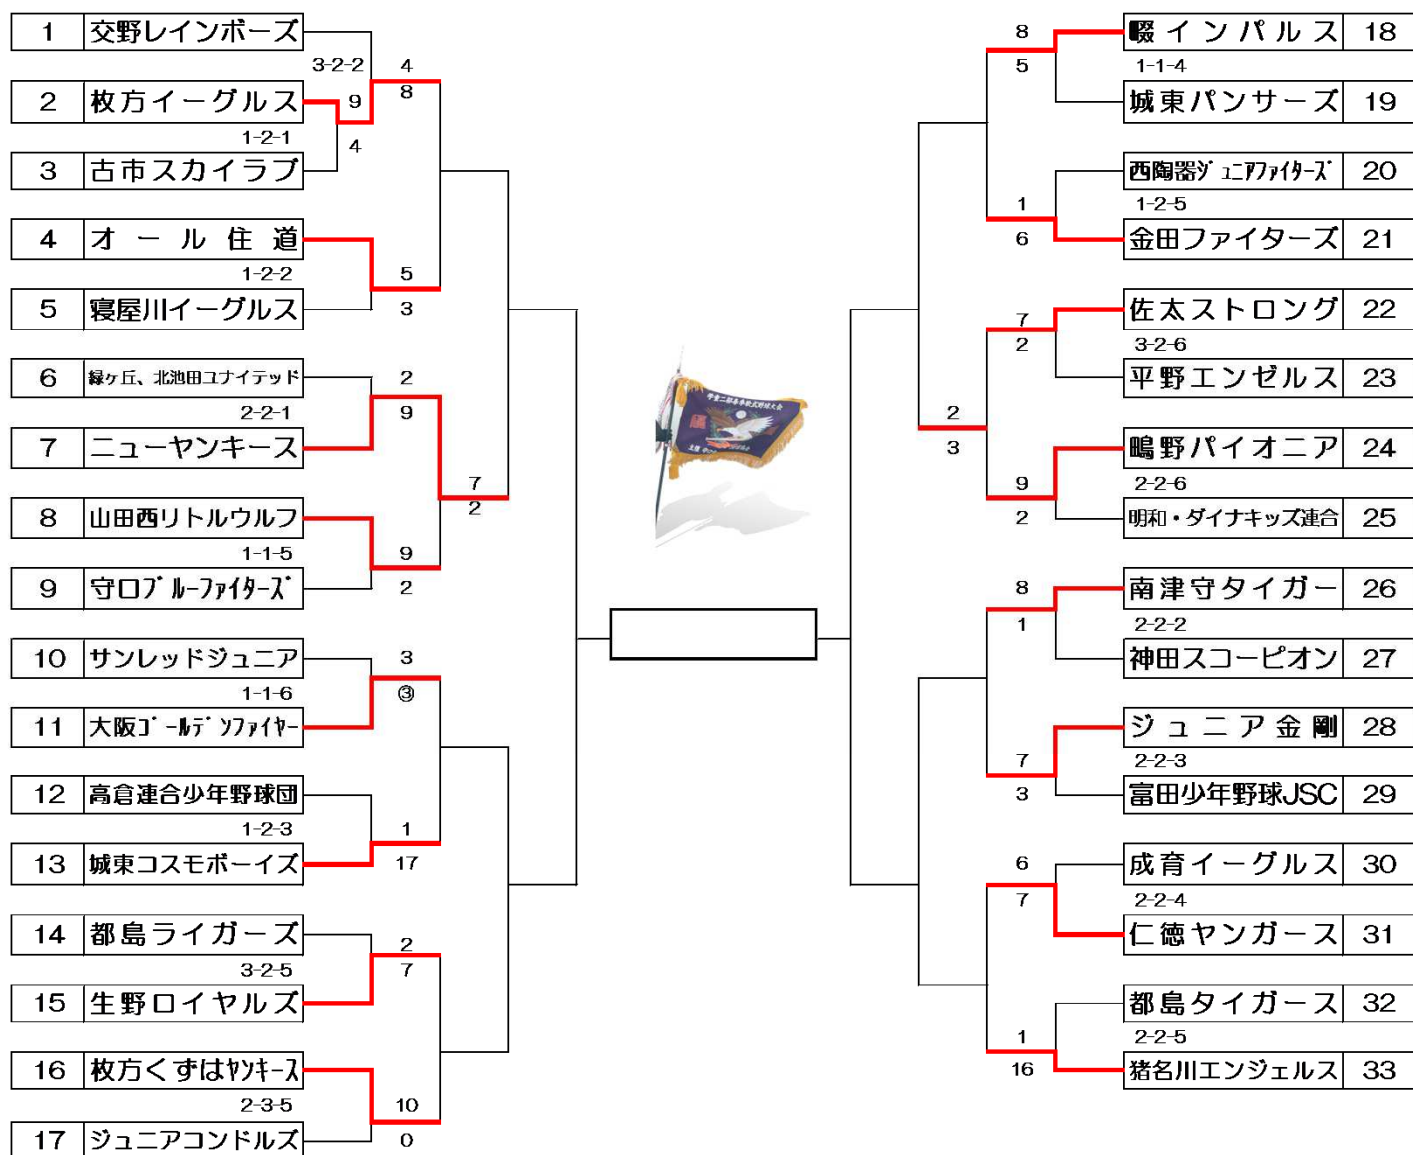 1 交野レインボーズ
3-2-2
4
8
2 枚方イーグルス
9
1-2-1
4
3 古市スカイラブ
4 オール住道
1-2-2
5
5 寝屋川イーグルス
3
6 緑ヶ丘、北池田ユナイテッド
2
2-2-1
9
7 ニューヤンキース
7
2
8 山田西リトルウルフ
1-1-5
9
9 守口ブルーファイターズ
2
10 サンレッドジュニア
3
1-1-6
③
11 大阪ゴールデンファイヤー
12 高倉連合少年野球団
1-2-3
1
13 城東コスモボーイズ
17
14 都島ライガーズ
2
3-2-5
7
15 生野ロイヤルズ
16 枚方くずはヤンキース
2-3-5
10
17 ジュニアコンドルズ
0
8
畷インパルス 18
5
1-1-4
城東パンサーズ 19
西陶器ジュニアファイターズ 20
1
1-2-5
6
金田ファイターズ 21
7
佐太ストロング 22
2
3-2-6
平野エンゼルス 23
2
3
鴫野パイオニア 24
9
2-2-6
2
明和・ダイナキッズ連合 25
8
南津守タイガー 26
1
2-2-2
神田スコーピオン 27
ジュニア金剛 28
7
2-2-3
3
富田少年野球JSC 29
6
成育イーグルス 30
7
2-2-4
仁徳ヤンガース 31
都島タイガース 32
1
2-2-5
16
猪名川エンジェルス 33